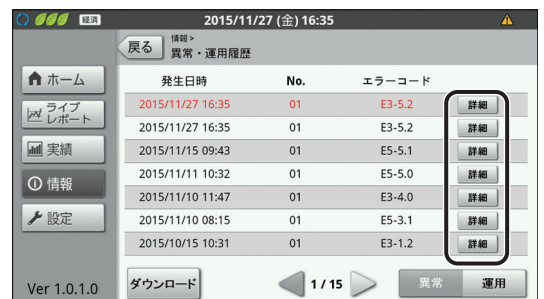 経済
2015/11/27 (金) 16:35
戻る
情報>
異常・運用履歴
ホーム
ライブ
レポート
実績
情報
設定
Ver 1.0.1.0
発生日時 No. エラーコード
2015/11/27 16:35 01 E3-5.2 詳細
2015/11/27 16:35 01 E3-5.2 詳細
2015/11/15 09:43 01 E5-5.1 詳細
2015/11/11 10:32 01 E5-5.0 詳細
2015/11/10 11:47 01 E3-4.0 詳細
2015/11/10 08:15 01 E5-3.1 詳細
2015/10/15 10:31 01 E3-1.2 詳細
ダウンロード 1 / 15 異常 運用